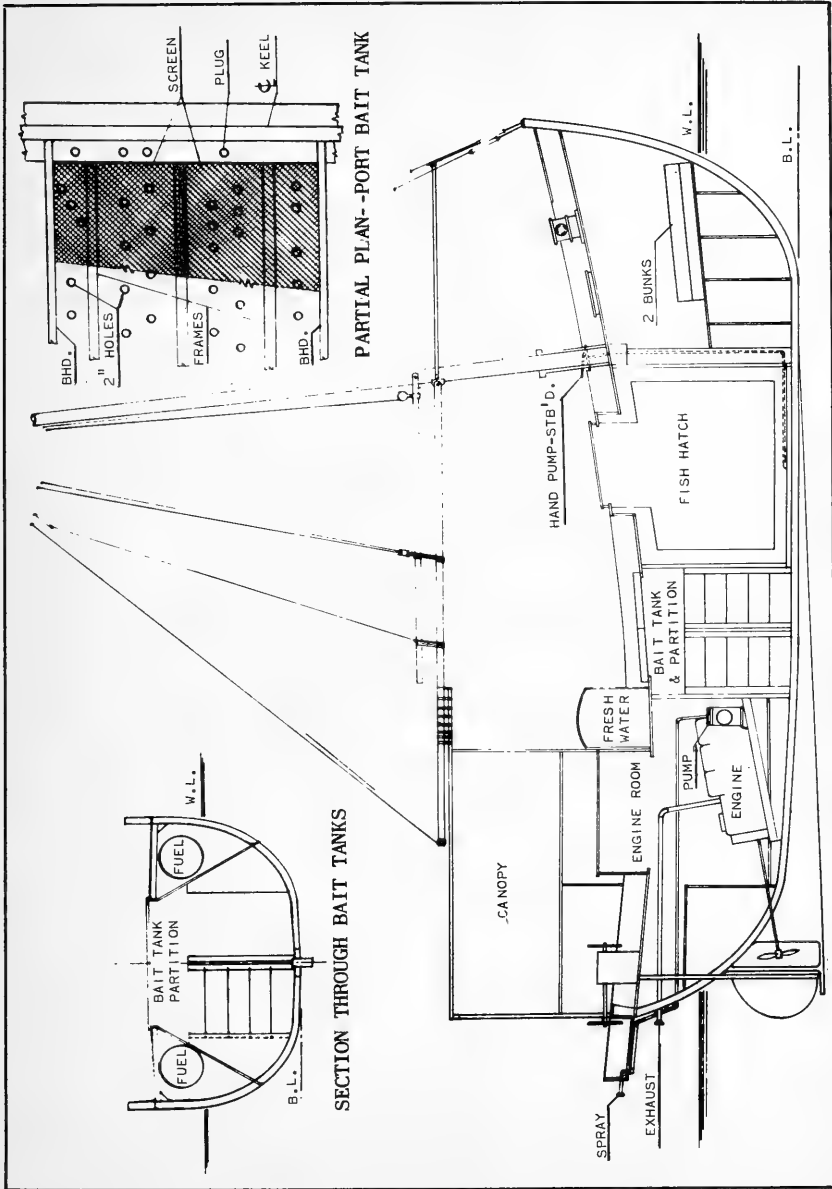 SCREEN
PLUG
℄ KEEL
BHD.
2" HOLES
FRAMES
BHD.
PARTIAL PLAN--PORT BAIT TANK
W.L.
FUEL
BAIT TANK
PARTITION
FUEL
B.L.
SECTION THROUGH BAIT TANKS
CANOPY
ENGINE ROOM
FRESH
WATER
BAIT TANK
& PARTITION
FISH HATCH
HAND PUMP-STB'D.
2 BUNKS
W.L.
B.L.
PUMP
ENGINE
SPRAY
EXHAUST